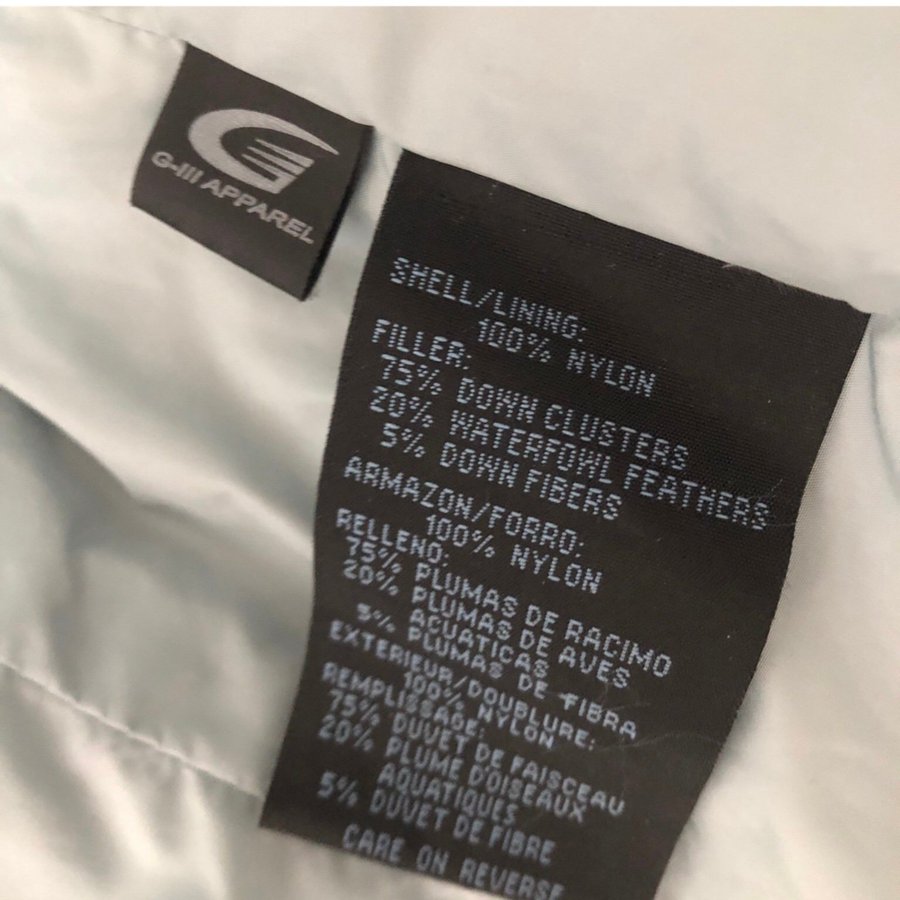 G-III APPAREL
SHELL/LINING:
100% NYLON
FILLER:
75% DOWN CLUSTERS
20% WATERFOWL FEATHERS
5% DOWN FIBERS
ARMAZON/FORRO:
100% NYLON
RELLENO:
75% PLUMAS DE RACIMO
20% PLUMAS DE AVES
ACUATICAS
5% PLUMAS DE FIBRA
EXTERIEUR/DOUBLURE:
100% NYLON
REMPLISSAGE:
75% DUVET DE FAISCEAU
20% PLUME D'OISEAUX
AQUATIQUES
5% DUVET DE FIBRE
CARE ON REVERSE